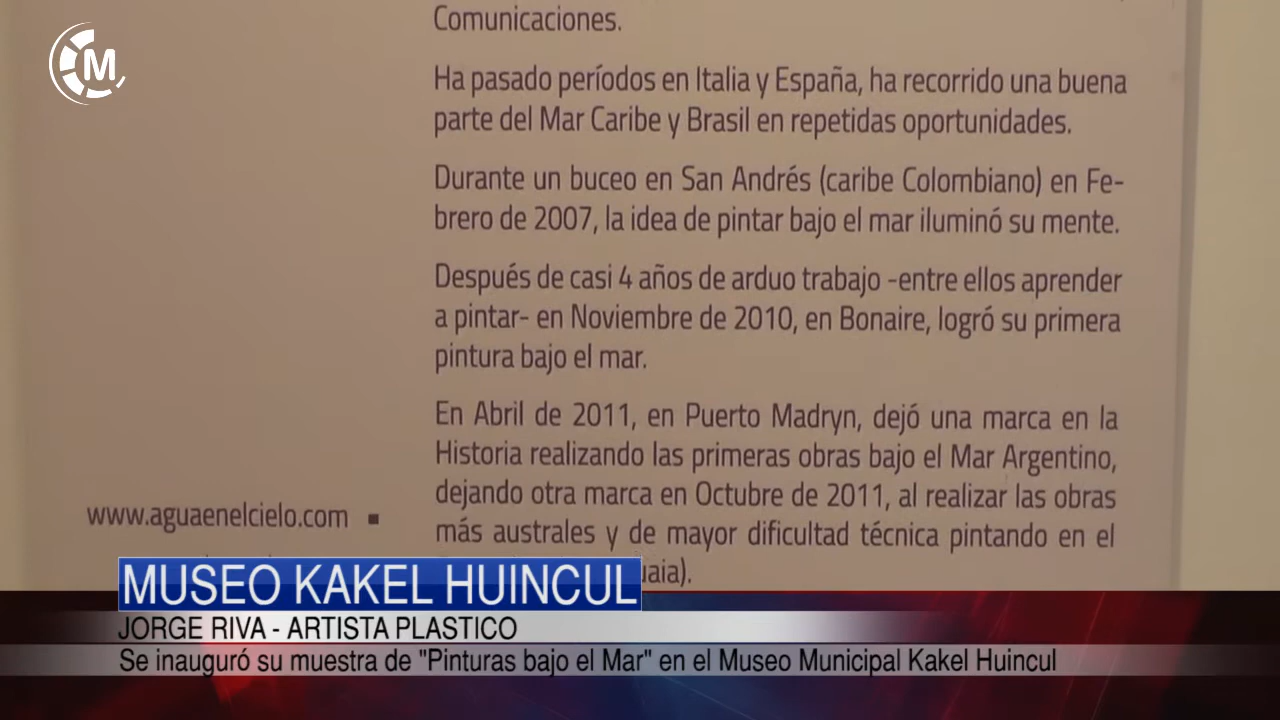 Comunicaciones.
Ha pasado períodos en Italia y España, ha recorrido una buena
parte del Mar Caribe y Brasil en repetidas oportunidades.
Durante un buceo en San Andrés (caribe Colombiano) en Fe-
brero de 2007, la idea de pintar bajo el mar iluminó su mente.
Después de casi 4 años de arduo trabajo -entre ellos aprender
a pintar- en Noviembre de 2010, en Bonaire, logró su primera
pintura bajo el mar.
En Abril de 2011, en Puerto Madryn, dejó una marca en la
Historia realizando las primeras obras bajo el Mar Argentino,
dejando otra marca en Octubre de 2011, al realizar las obras
más australes y de mayor dificultad técnica pintando en el
www.aguaenelcielo.com
M
MUSEO KAKEL HUINCUL
JORGE RIVA - ARTISTA PLASTICO
Se inauguró su muestra de "Pinturas bajo el Mar" en el Museo Municipal Kakel Huincul